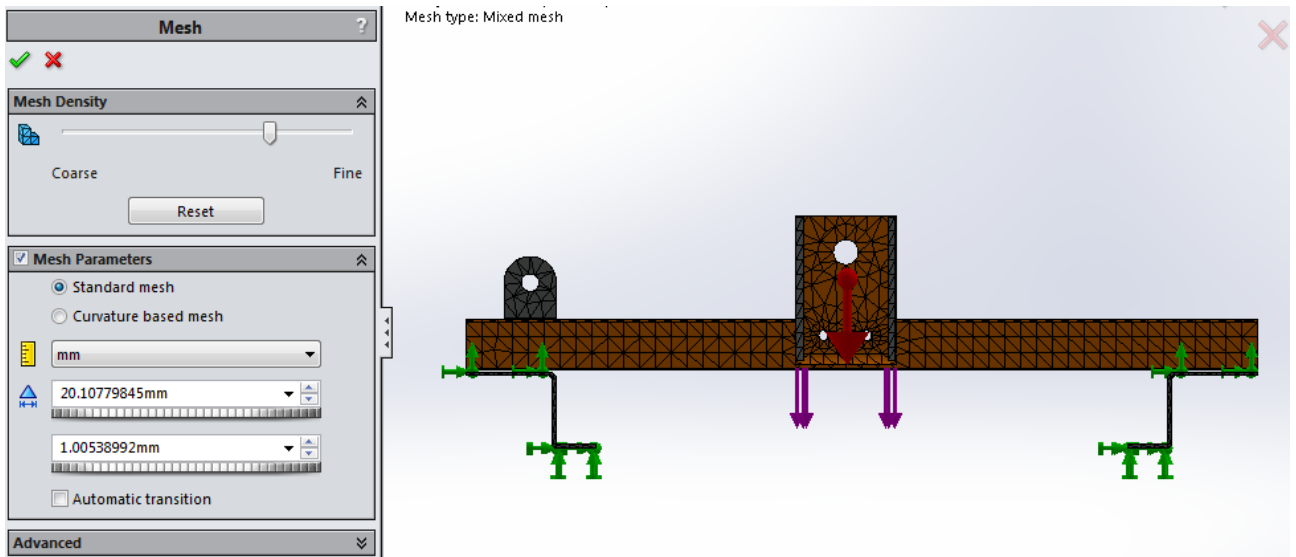 Mesh
?
Mesh type: Mixed mesh
Mesh Density
Coarse
Fine
Reset
Mesh Parameters
Standard mesh
Curvature based mesh
mm
20.10779845mm
1.00538992mm
Automatic transition
Advanced